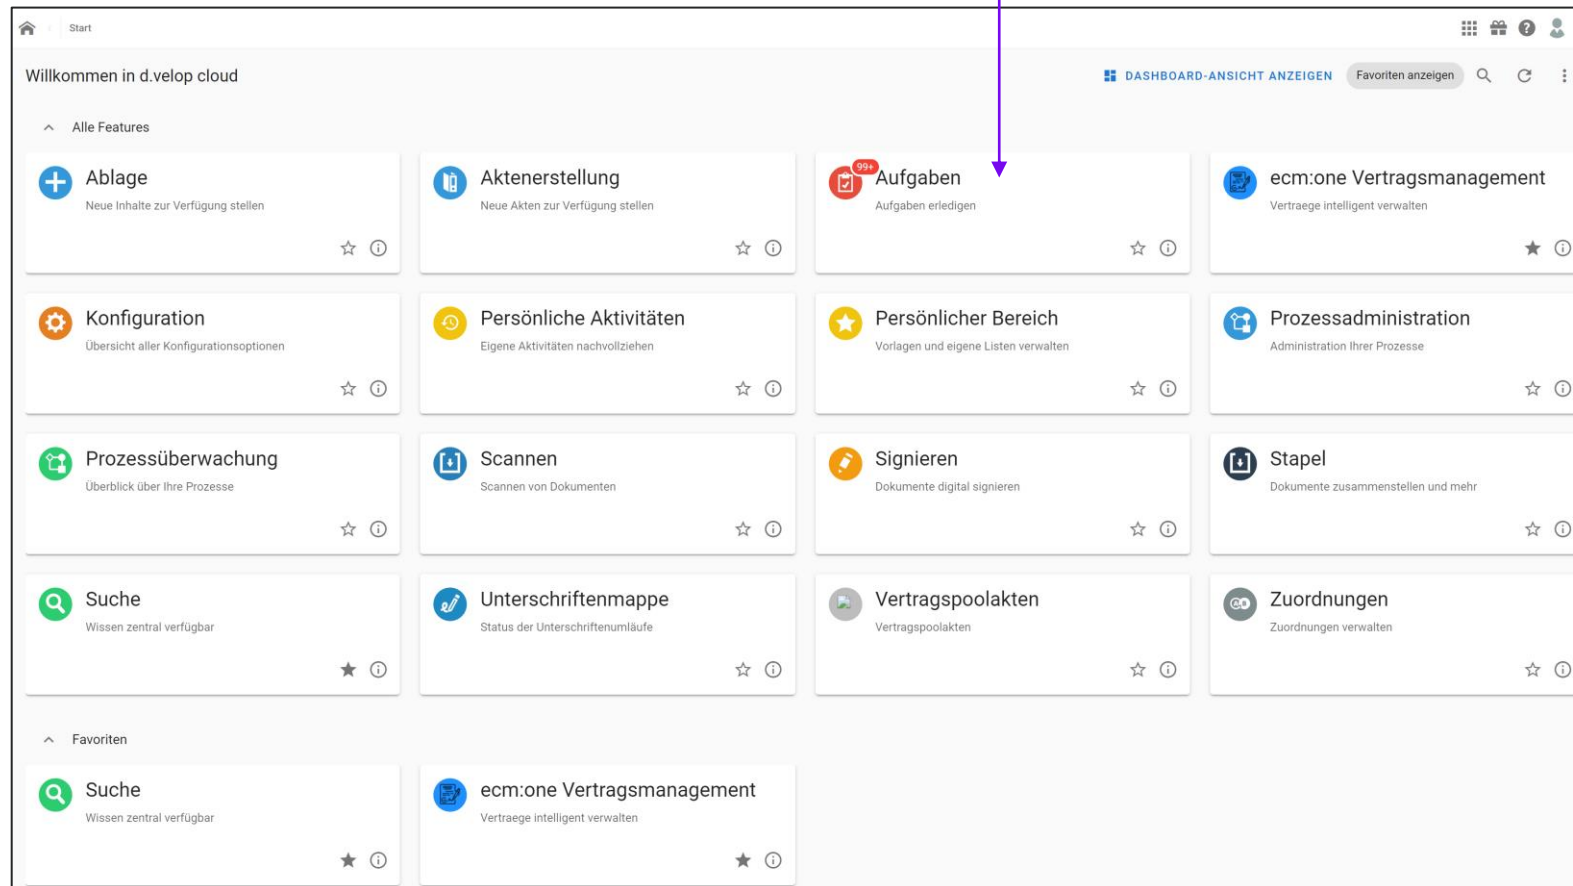 Start
Willkommen in d.velop cloud
DASHBOARD-ANSICHT ANZEIGEN
Favoriten anzeigen
Alle Features
Ablage
Neue Inhalte zur Verfügung stellen
Aktenerstellung
Neue Akten zur Verfügung stellen
99+
Aufgaben
Aufgaben erledigen
ecm:one Vertragsmanagement
Vertraege intelligent verwalten
Konfiguration
Übersicht aller Konfigurationsoptionen
Persönliche Aktivitäten
Eigene Aktivitäten nachvollziehen
Persönlicher Bereich
Vorlagen und eigene Listen verwalten
Prozessadministration
Administration Ihrer Prozesse
Prozessüberwachung
Überblick über Ihre Prozesse
Scannen
Scannen von Dokumenten
Signieren
Dokumente digital signieren
Stapel
Dokumente zusammenstellen und mehr
Suche
Wissen zentral verfügbar
Unterschriftenmappe
Status der Unterschriftenumläufe
Vertragspoolakten
Vertragspoolakten
Zuordnungen
Zuordnungen verwalten
Favoriten
Suche
Wissen zentral verfügbar
ecm:one Vertragsmanagement
Vertraege intelligent verwalten